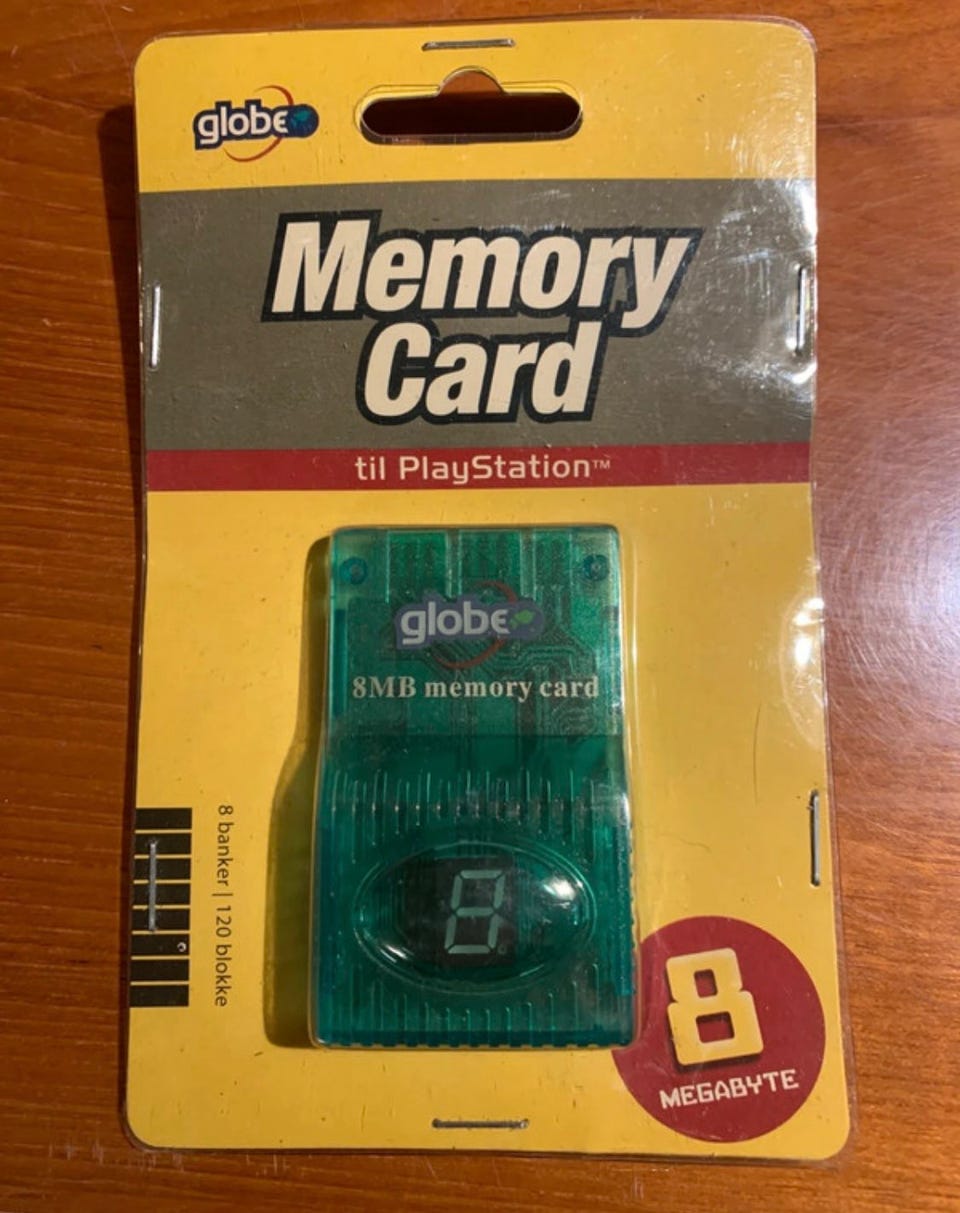 globe
Memory
Card
til PlayStation™
globe
8MB memory card
8
8 banker | 120 blokke
8
MEGABYTE